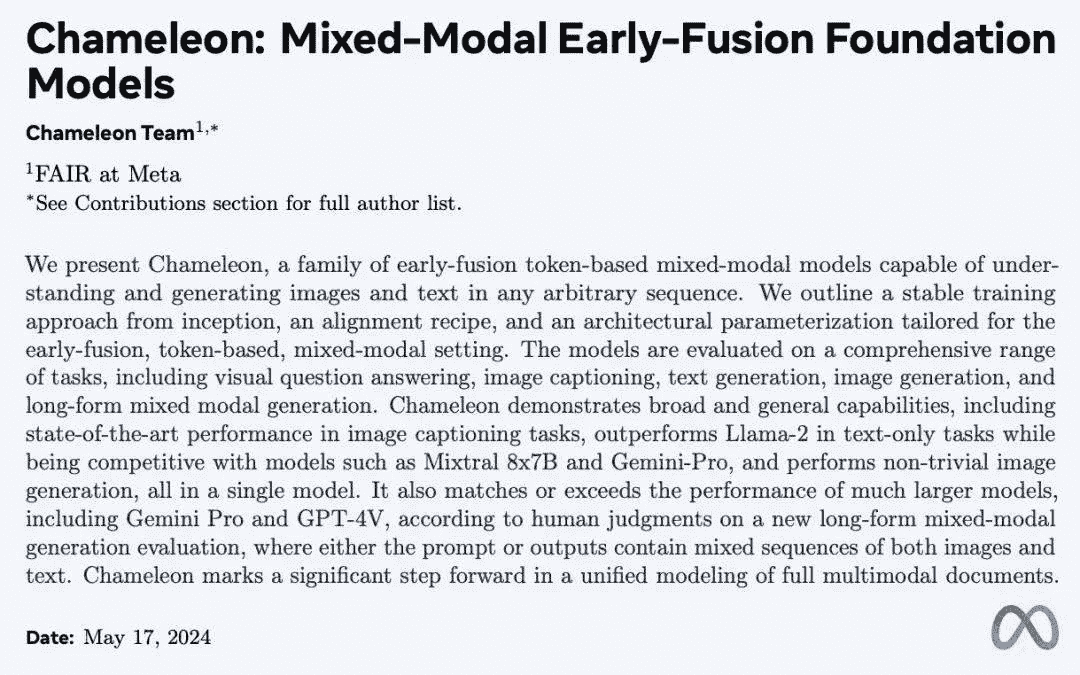 Chameleon: Mixed-Modal Early-Fusion Foundation
Models
Chameleon Team1,*
1FAIR at Meta
*See Contributions section for full author list.
We present Chameleon, a family of early-fusion token-based mixed-modal models capable of under-
standing and generating images and text in any arbitrary sequence. We outline a stable training
approach from inception, an alignment recipe, and an architectural parameterization tailored for the
early-fusion, token-based, mixed-modal setting. The models are evaluated on a comprehensive range
of tasks, including visual question answering, image captioning, text generation, image generation, and
long-form mixed modal generation. Chameleon demonstrates broad and general capabilities, including
state-of-the-art performance in image captioning tasks, outperforms Llama-2 in text-only tasks while
being competitive with models such as Mixtral 8x7B and Gemini-Pro, and performs non-trivial image
generation, all in a single model. It also matches or exceeds the performance of much larger models,
including Gemini Pro and GPT-4V, according to human judgments on a new long-form mixed-modal
generation evaluation, where either the prompt or outputs contain mixed sequences of both images and
text. Chameleon marks a significant step forward in a unified modeling of full multimodal documents.
Date: May 17, 2024